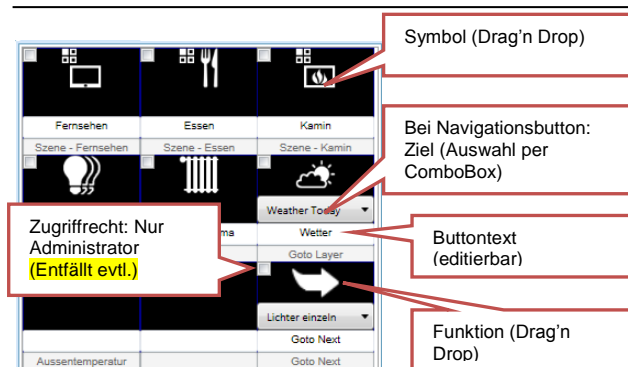 Symbol (Drag'n Drop)
Fernsehen
Essen
Kamin
Szene - Fernsehen
Szene - Essen
Szene - Kamin
Bei Navigationsbutton:
Ziel (Auswahl per
ComboBox)
Weather Today
Zugriffrecht: Nur
Administrator
(Entfällt evtl.)
ma
Wetter
Goto Layer
Buttontext
(editierbar)
Lichter einzeln
Goto Next
Funktion (Drag'n
Drop)
Aussentemperatur
Goto Next